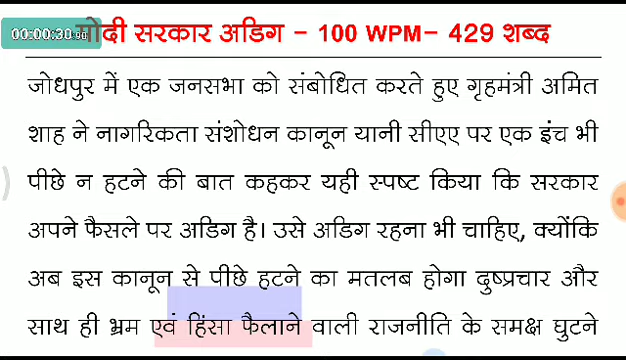 00:00:30:90
मोदी सरकार अडिग – 100 WPM– 429 शब्द
जोधपुर में एक जनसभा को संबोधित करते हुए गृहमंत्री अमित
शाह ने नागरिकता संशोधन कानून यानी सीएए पर एक इंच भी
पीछे न हटने की बात कहकर यही स्पष्ट किया कि सरकार
अपने फैसले पर अडिग है। उसे अडिग रहना भी चाहिए, क्योंकि
अब इस कानून से पीछे हटने का मतलब होगा दुष्प्रचार और
साथ ही भ्रम एवं हिंसा फैलाने वाली राजनीति के समक्ष घुटने